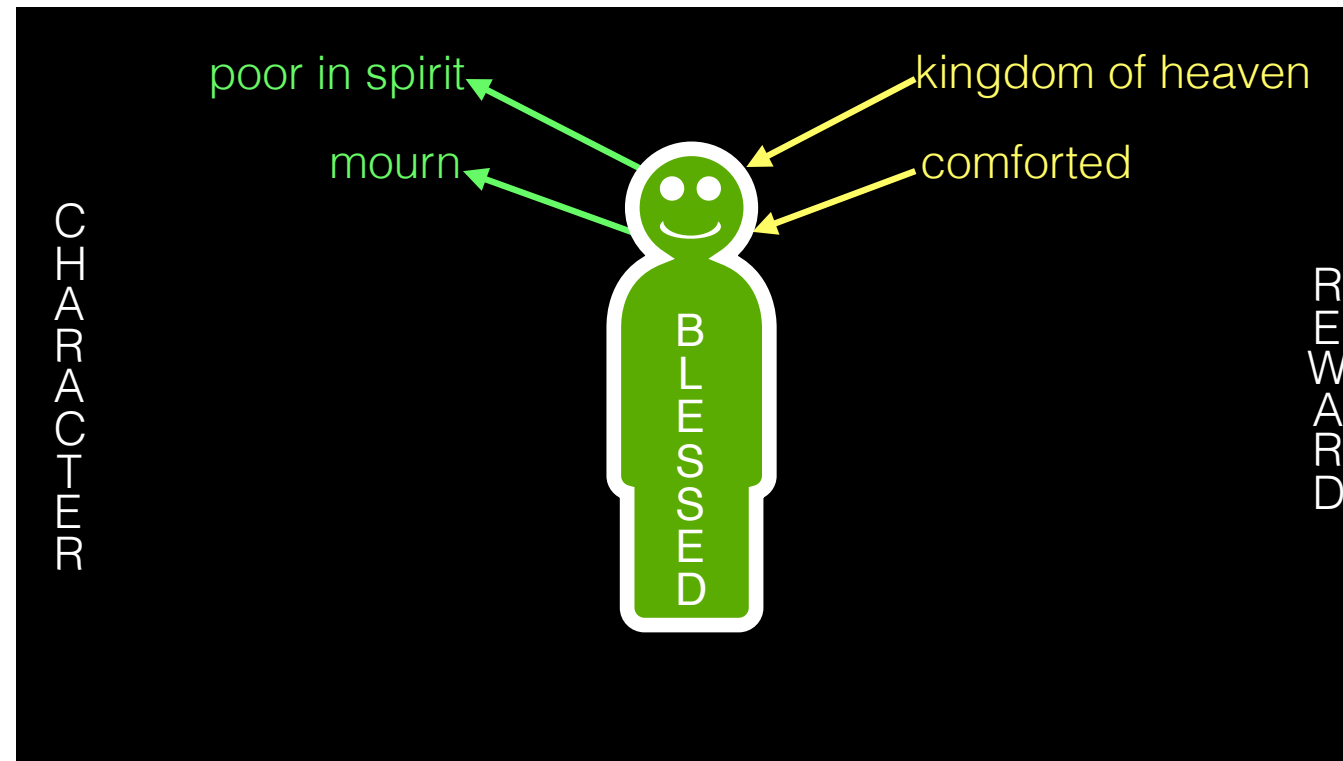 poor in spirit
kingdom of heaven
mourn
comforted
CHARACTER
BLESSED
REWARD